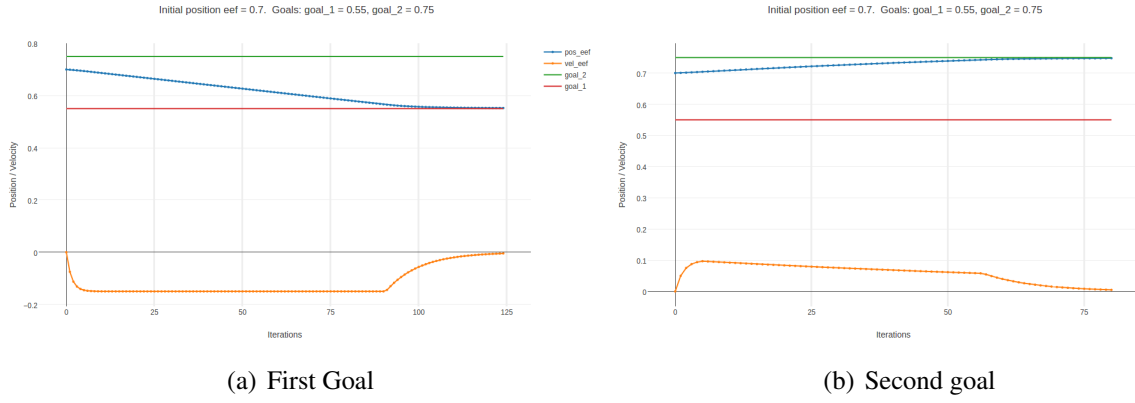 Initial position eef = 0.7. Goals: goal_1 = 0.55, goal_2 = 0.75
0.8
0.6
0.4
0.2
0
−0.2
Position / Velocity
0
25
50
75
100
125
Iterations
pos_eef
vel_eef
goal_2
goal_1
(a) First Goal
Initial position eef = 0.7. Goals: goal_1 = 0.55, goal_2 = 0.75
0.7
0.6
0.5
0.4
0.3
0.2
0.1
0
Position / Velocity
0
25
50
75
Iterations
(b) Second goal